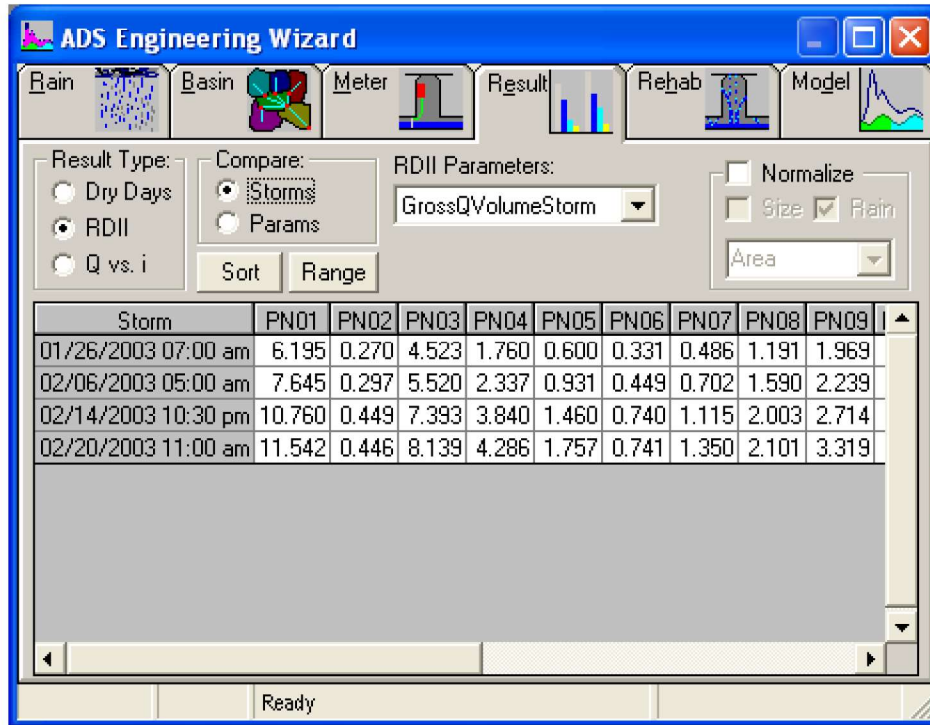 ADS Engineering Wizard
Rain Basin Meter Result Rehab Model
Result Type:
Dry Days
RDII
Q vs. i
Compare:
Storms
Params
Sort Range
RDII Parameters:
GrossQVolumeStorm
Normalize
Size Rain
Area
Storm PN01 PN02 PN03 PN04 PN05 PN06 PN07 PN08 PN09
01/26/2003 07:00 am 6.195 0.270 4.523 1.760 0.600 0.331 0.486 1.191 1.969
02/06/2003 05:00 am 7.645 0.297 5.520 2.337 0.931 0.449 0.702 1.590 2.239
02/14/2003 10:30 pm 10.760 0.449 7.393 3.840 1.460 0.740 1.115 2.003 2.714
02/20/2003 11:00 am 11.542 0.446 8.139 4.286 1.757 0.741 1.350 2.101 3.319
Ready